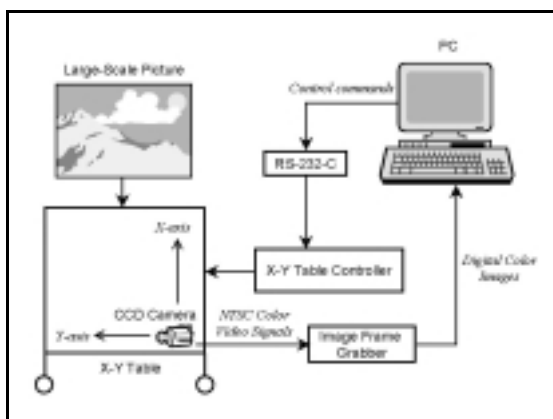 PC
Large-Scale Picture
Control commands
RS-232-C
X-axis
X-Y Table Controller
Digital Color
Images
CCD Camera
NTSC Color
Video Signals
Y-axis
Image Frame
Grabber
X-Y Table